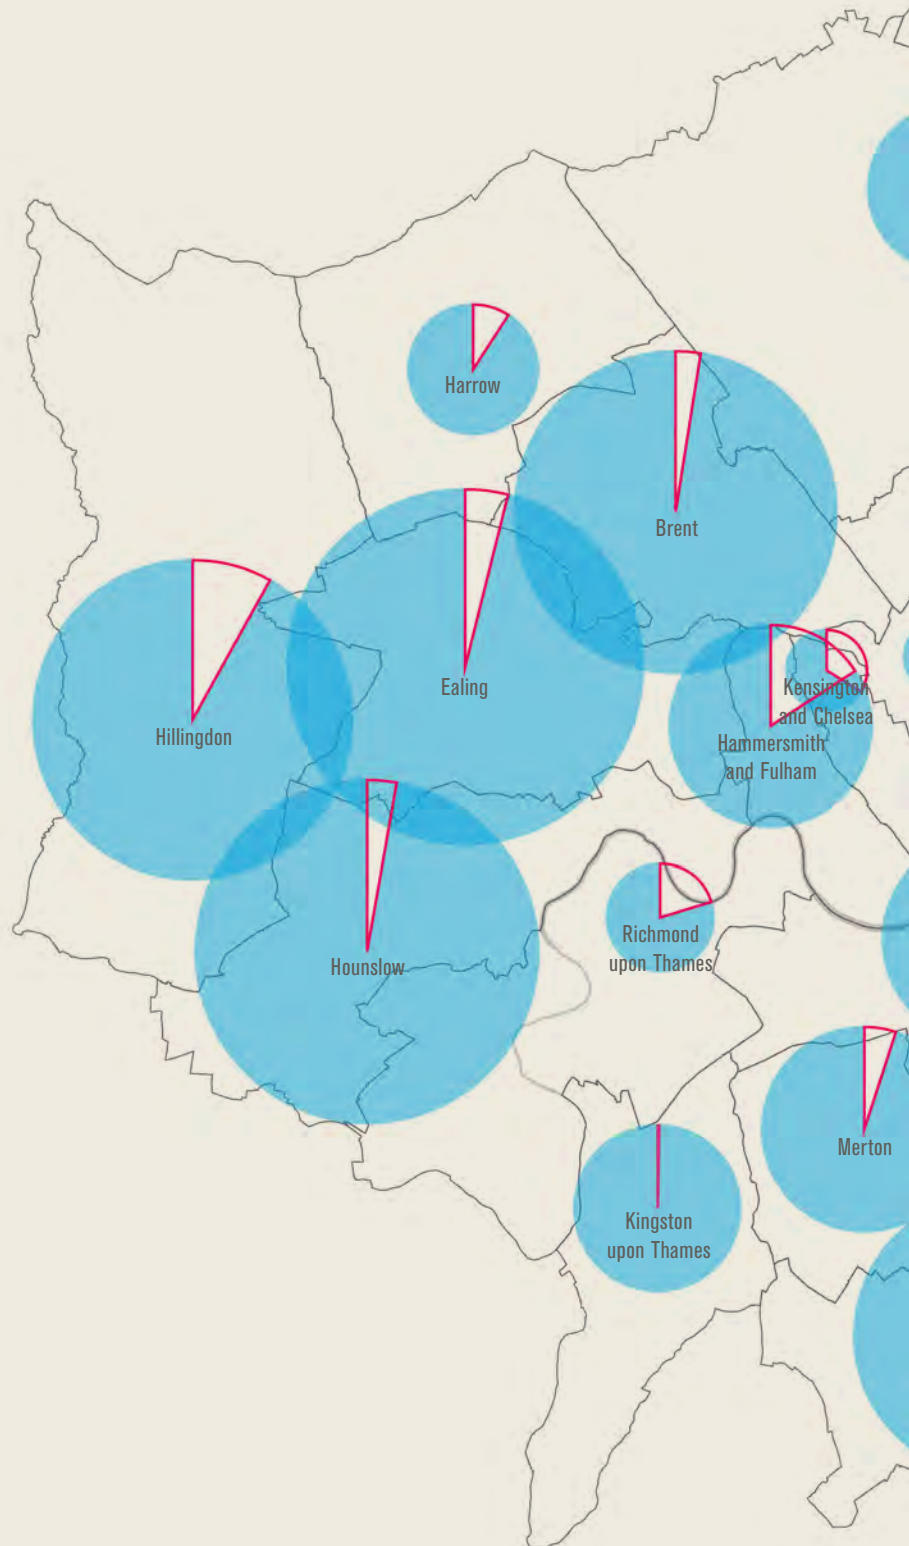 Harrow
Brent
Ealing
Kensington
and Chelsea
Hillingdon
Hammersmith
and Fulham
Richmond
upon Thames
Hounslow
Merton
Kingston
upon Thames